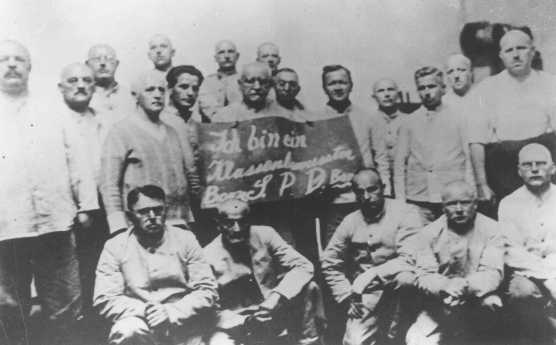 Ich bin ein
Klassenbewusster
Bonze S. P. D.